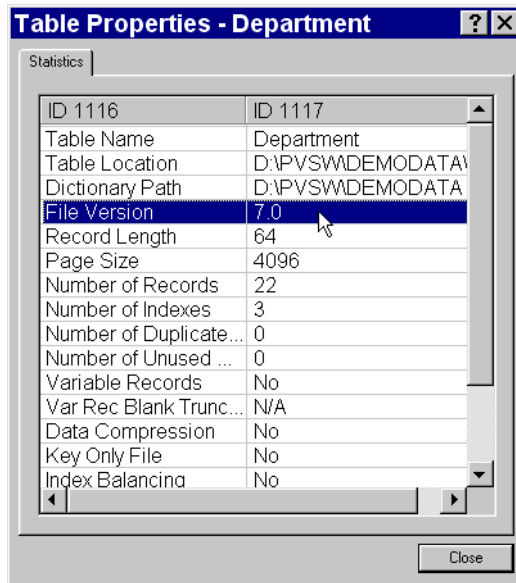 Table Properties - Department
Statistics
ID 1116 ID 1117
Table Name Department
Table Location D:\PVSW\DEMODATA\
Dictionary Path D:\PVSW\DEMODATA
File Version 7.0
Record Length 64
Page Size 4096
Number of Records 22
Number of Indexes 3
Number of Duplicate... 0
Number of Unused ... 0
Variable Records No
Var Rec Blank Trunc... N/A
Data Compression No
Key Only File No
Index Balancing No
Close